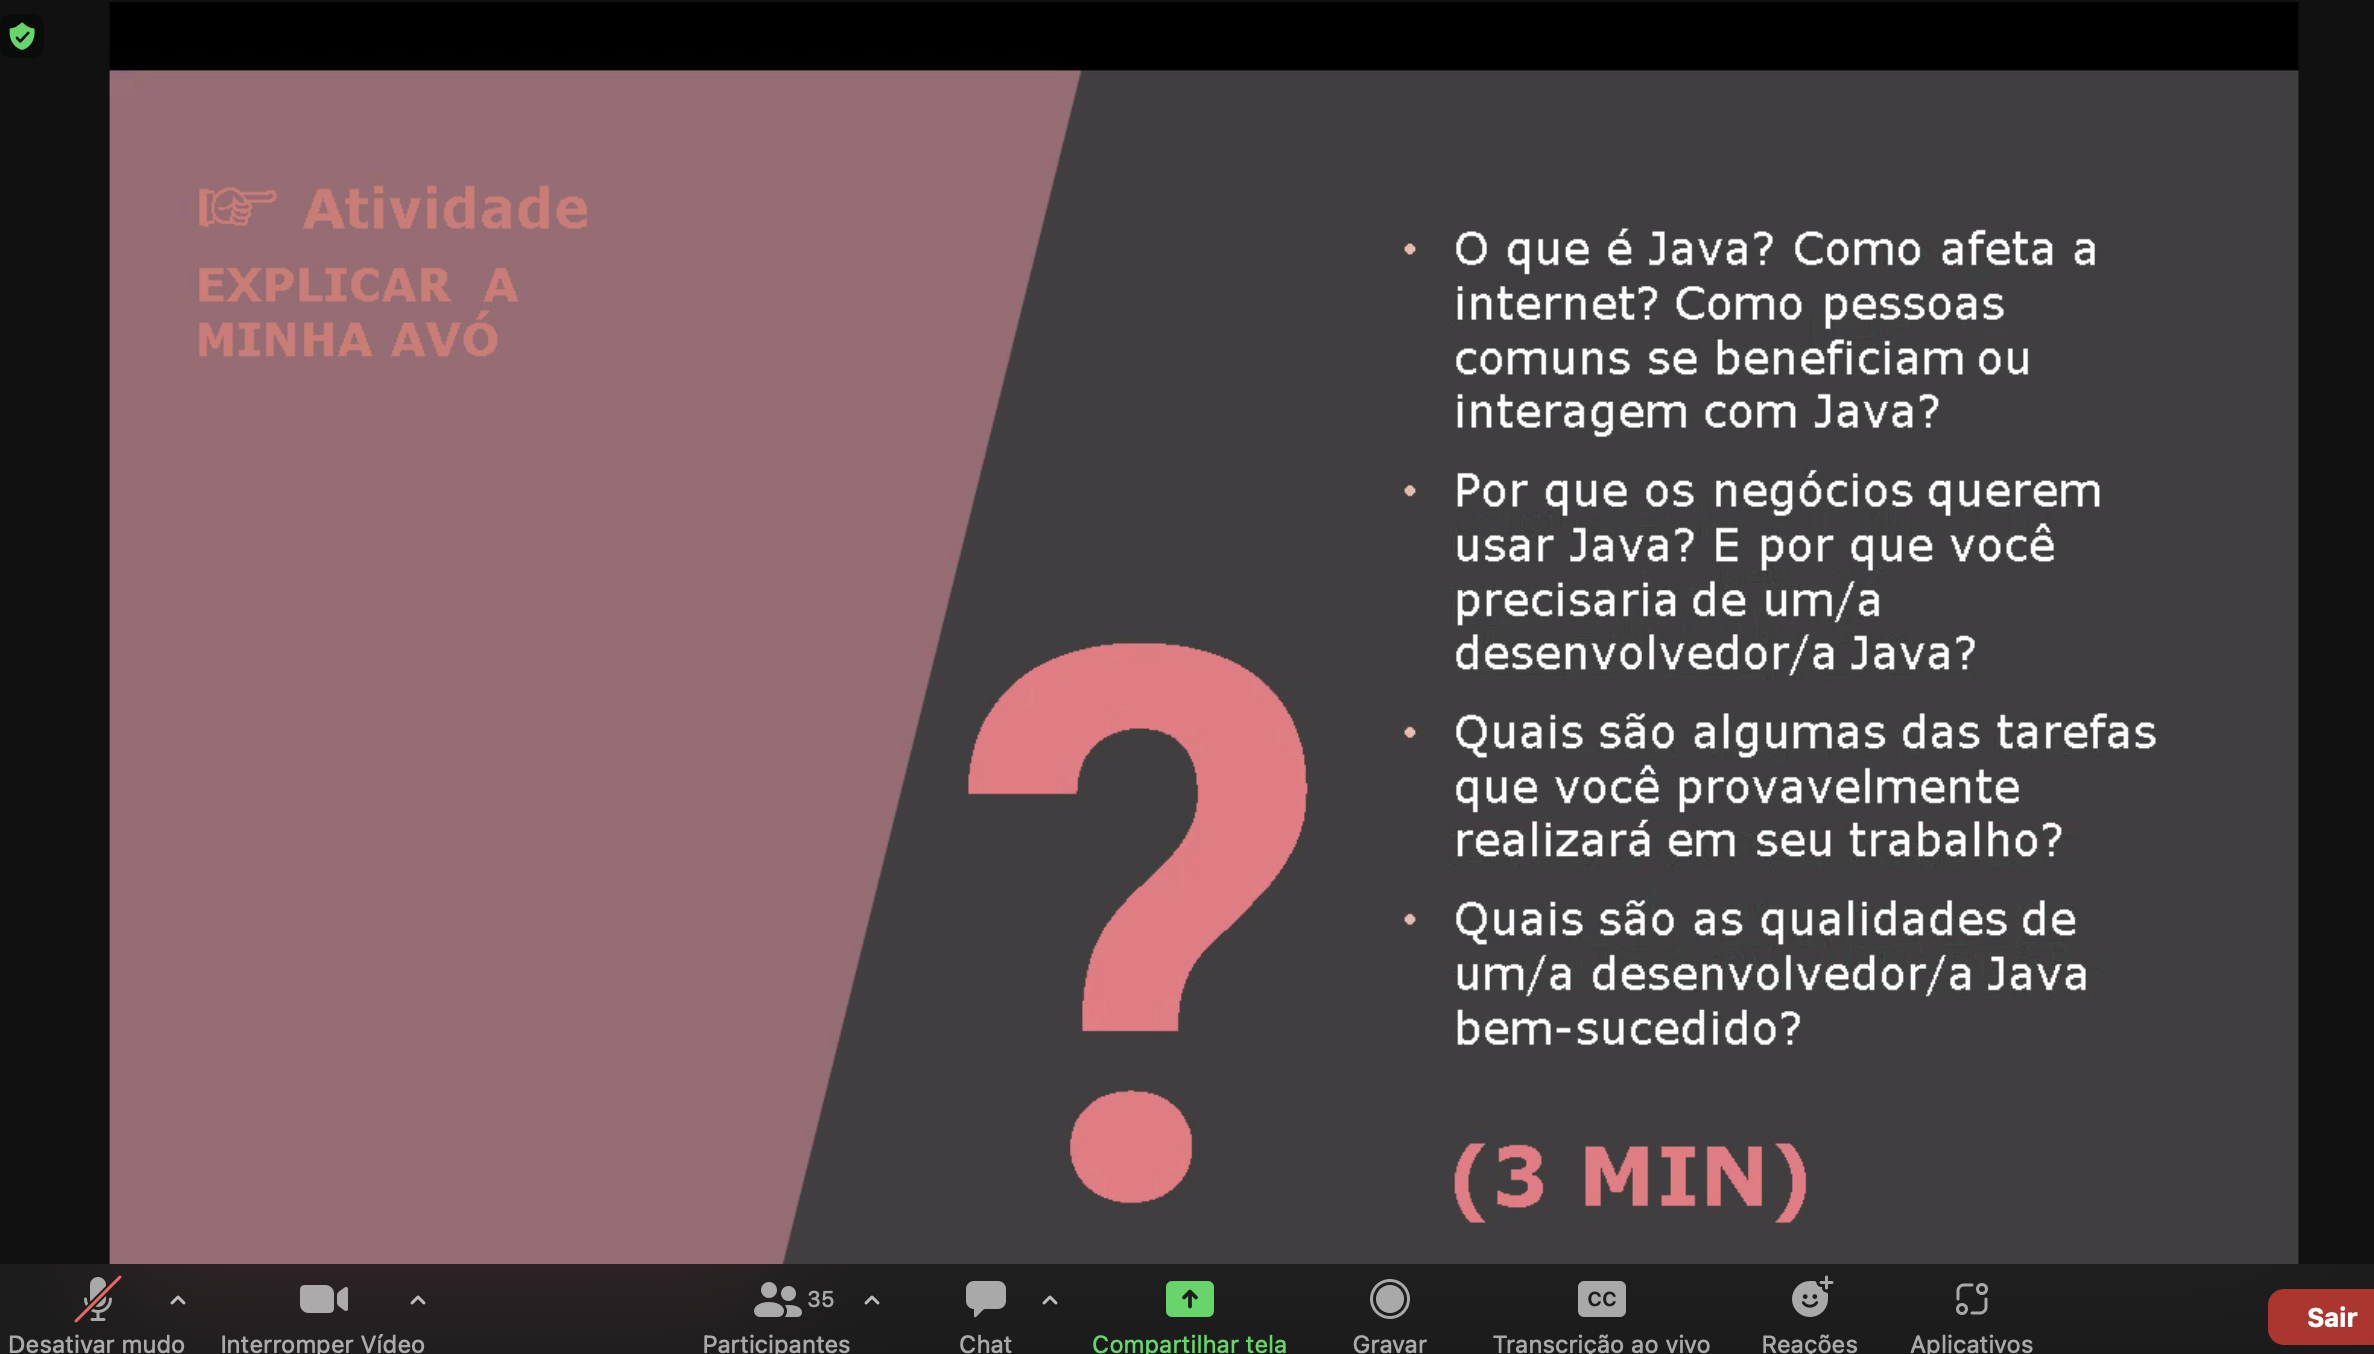 ☞ Atividade
EXPLICAR A
MINHA AVÓ
• O que é Java? Como afeta a
internet? Como pessoas
comuns se beneficiam ou
interagem com Java?
• Por que os negócios querem
usar Java? E por que você
precisaria de um/a
desenvolvedor/a Java?
• Quais são algumas das tarefas
que você provavelmente
realizará em seu trabalho?
• Quais são as qualidades de
um/a desenvolvedor/a Java
bem-sucedido?
?
(3 MIN)
35
CC
Desativar mudo
Interromper Vídeo
Participantes
Chat
Compartilhar tela
Gravar
Transcrição ao vivo
Reações
Aplicativos
Sair